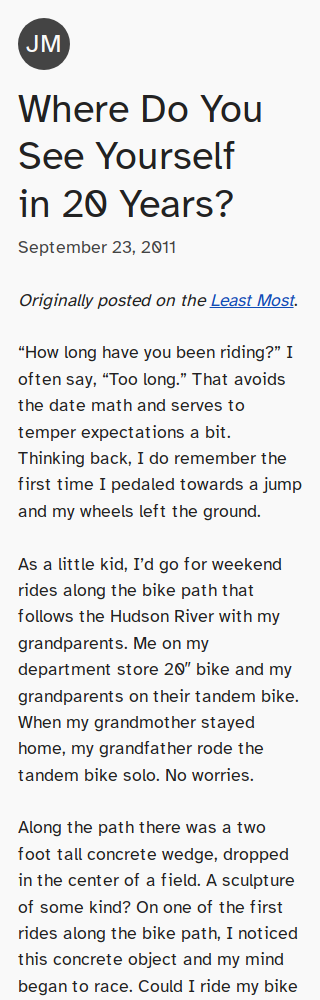 JM
Where Do You
See Yourself
in 20 Years?
September 23, 2011
Originally posted on the Least Most.
“How long have you been riding?” I
often say, “Too long.” That avoids
the date math and serves to
temper expectations a bit.
Thinking back, I do remember the
first time I pedaled towards a jump
and my wheels left the ground.
As a little kid, I’d go for weekend
rides along the bike path that
follows the Hudson River with my
grandparents. Me on my
department store 20″ bike and my
grandparents on their tandem bike.
When my grandmother stayed
home, my grandfather rode the
tandem bike solo. No worries.
Along the path there was a two
foot tall concrete wedge, dropped
in the center of a field. A sculpture
of some kind? On one of the first
rides along the bike path, I noticed
this concrete object and my mind
began to race. Could I ride my bike